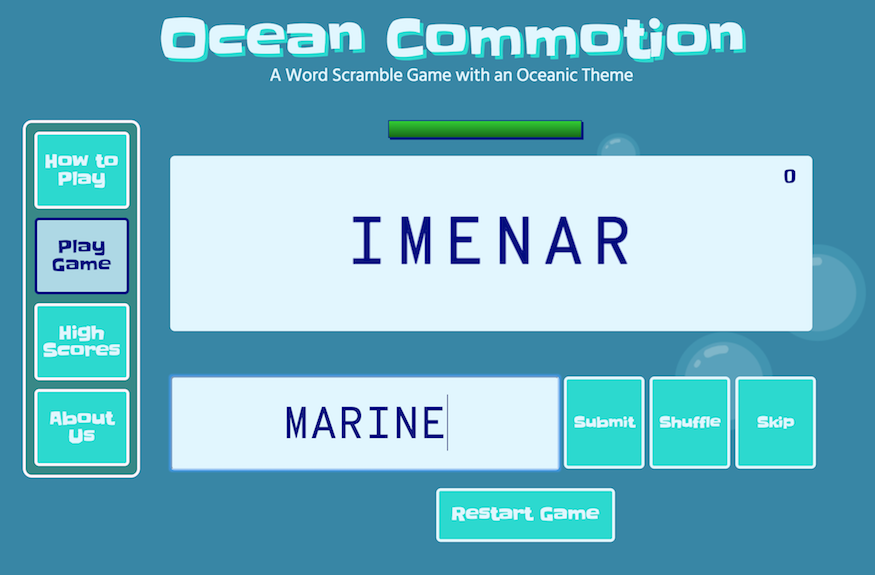 Ocean Commotion
A Word Scramble Game with an Oceanic Theme
How to
Play
Play
Game
High
Scores
About
Us
0
IMENAR
MARINE
Submit
Shuffle
Skip
Restart Game